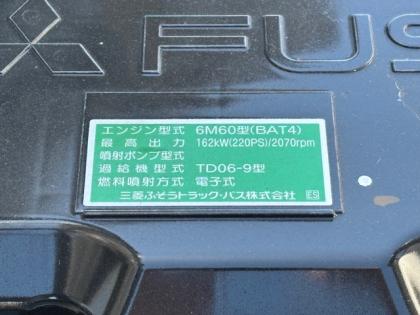 FUS
エンジン型式 6M60型(BAT4)
最高出力 162kW(220PS)/2070rpm
噴射ポンプ型式
過給機型式 TD06-9型
燃料噴射方式 電子式
三菱ふそうトラック・バス株式会社 ES